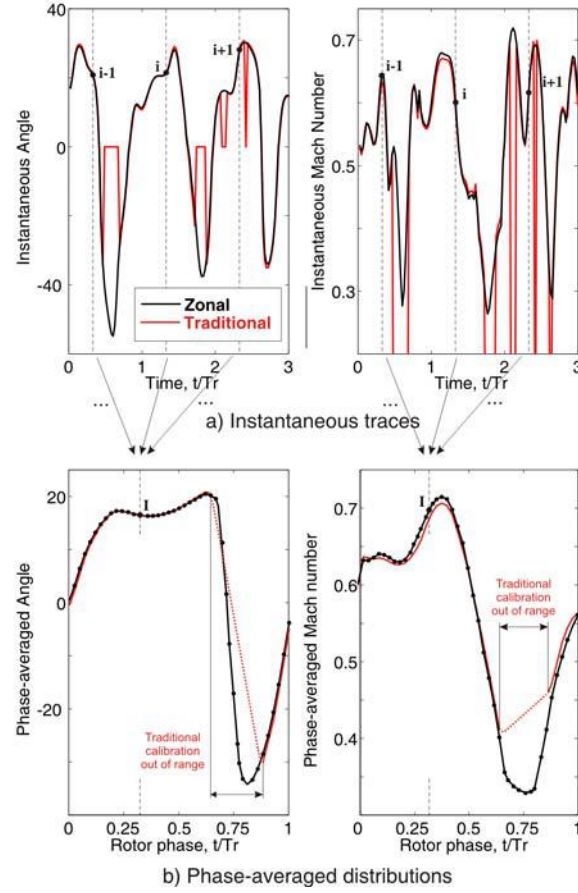 Instantaneous Angle
40
0
-40
i-1
i
i+1
Zonal
Traditional
0
1
2
3
Time, t/Tr
Instantaneous Mach Number
0.7
0.5
0.3
i-1
i
i+1
0
1
2
3
Time, t/Tr
...
...
...
...
a) Instantaneous traces
Phase-averaged Angle
20
0
-20
I
Traditional
calibration
out of range
0
0.25
0.5
0.75
1
Rotor phase, t/Tr
Phase-averaged Mach number
0.7
0.6
0.5
0.4
I
Traditional
calibration
out of range
0
0.25
0.5
0.75
1
Rotor phase, t/Tr
b) Phase-averaged distributions